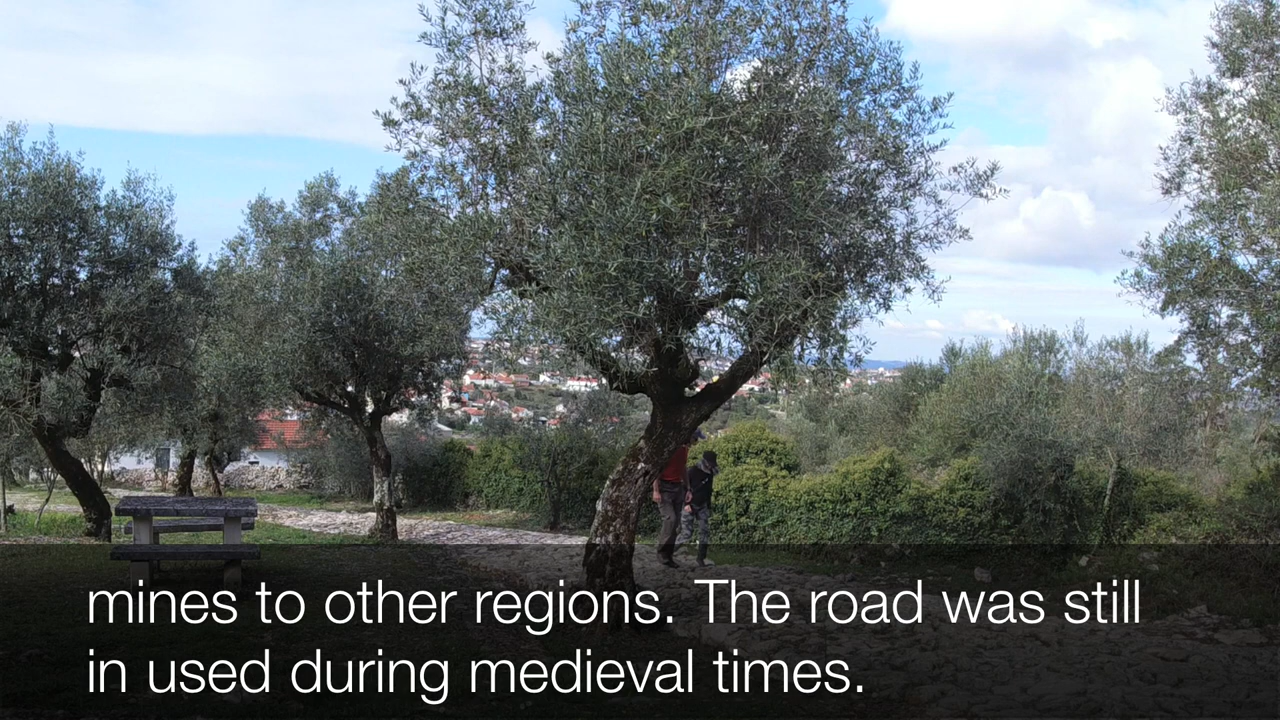 mines to other regions. The road was still
in used during medieval times.